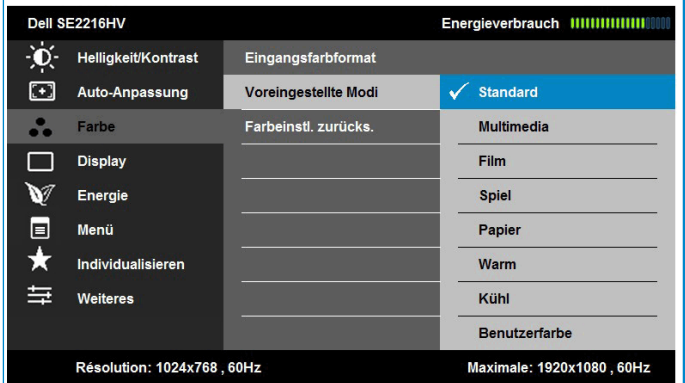 Dell SE2216HV Energieverbrauch
Helligkeit/Kontrast Eingangsfarbformat
Auto-Anpassung Voreingestellte Modi Standard
Farbe Farbeinstl. zurücks. Multimedia
Display Film
Energie Spiel
Menü Papier
Individualisieren Warm
Weiteres Kühl
Benutzerfarbe
Résolution: 1024x768 , 60Hz Maximale: 1920x1080 , 60Hz